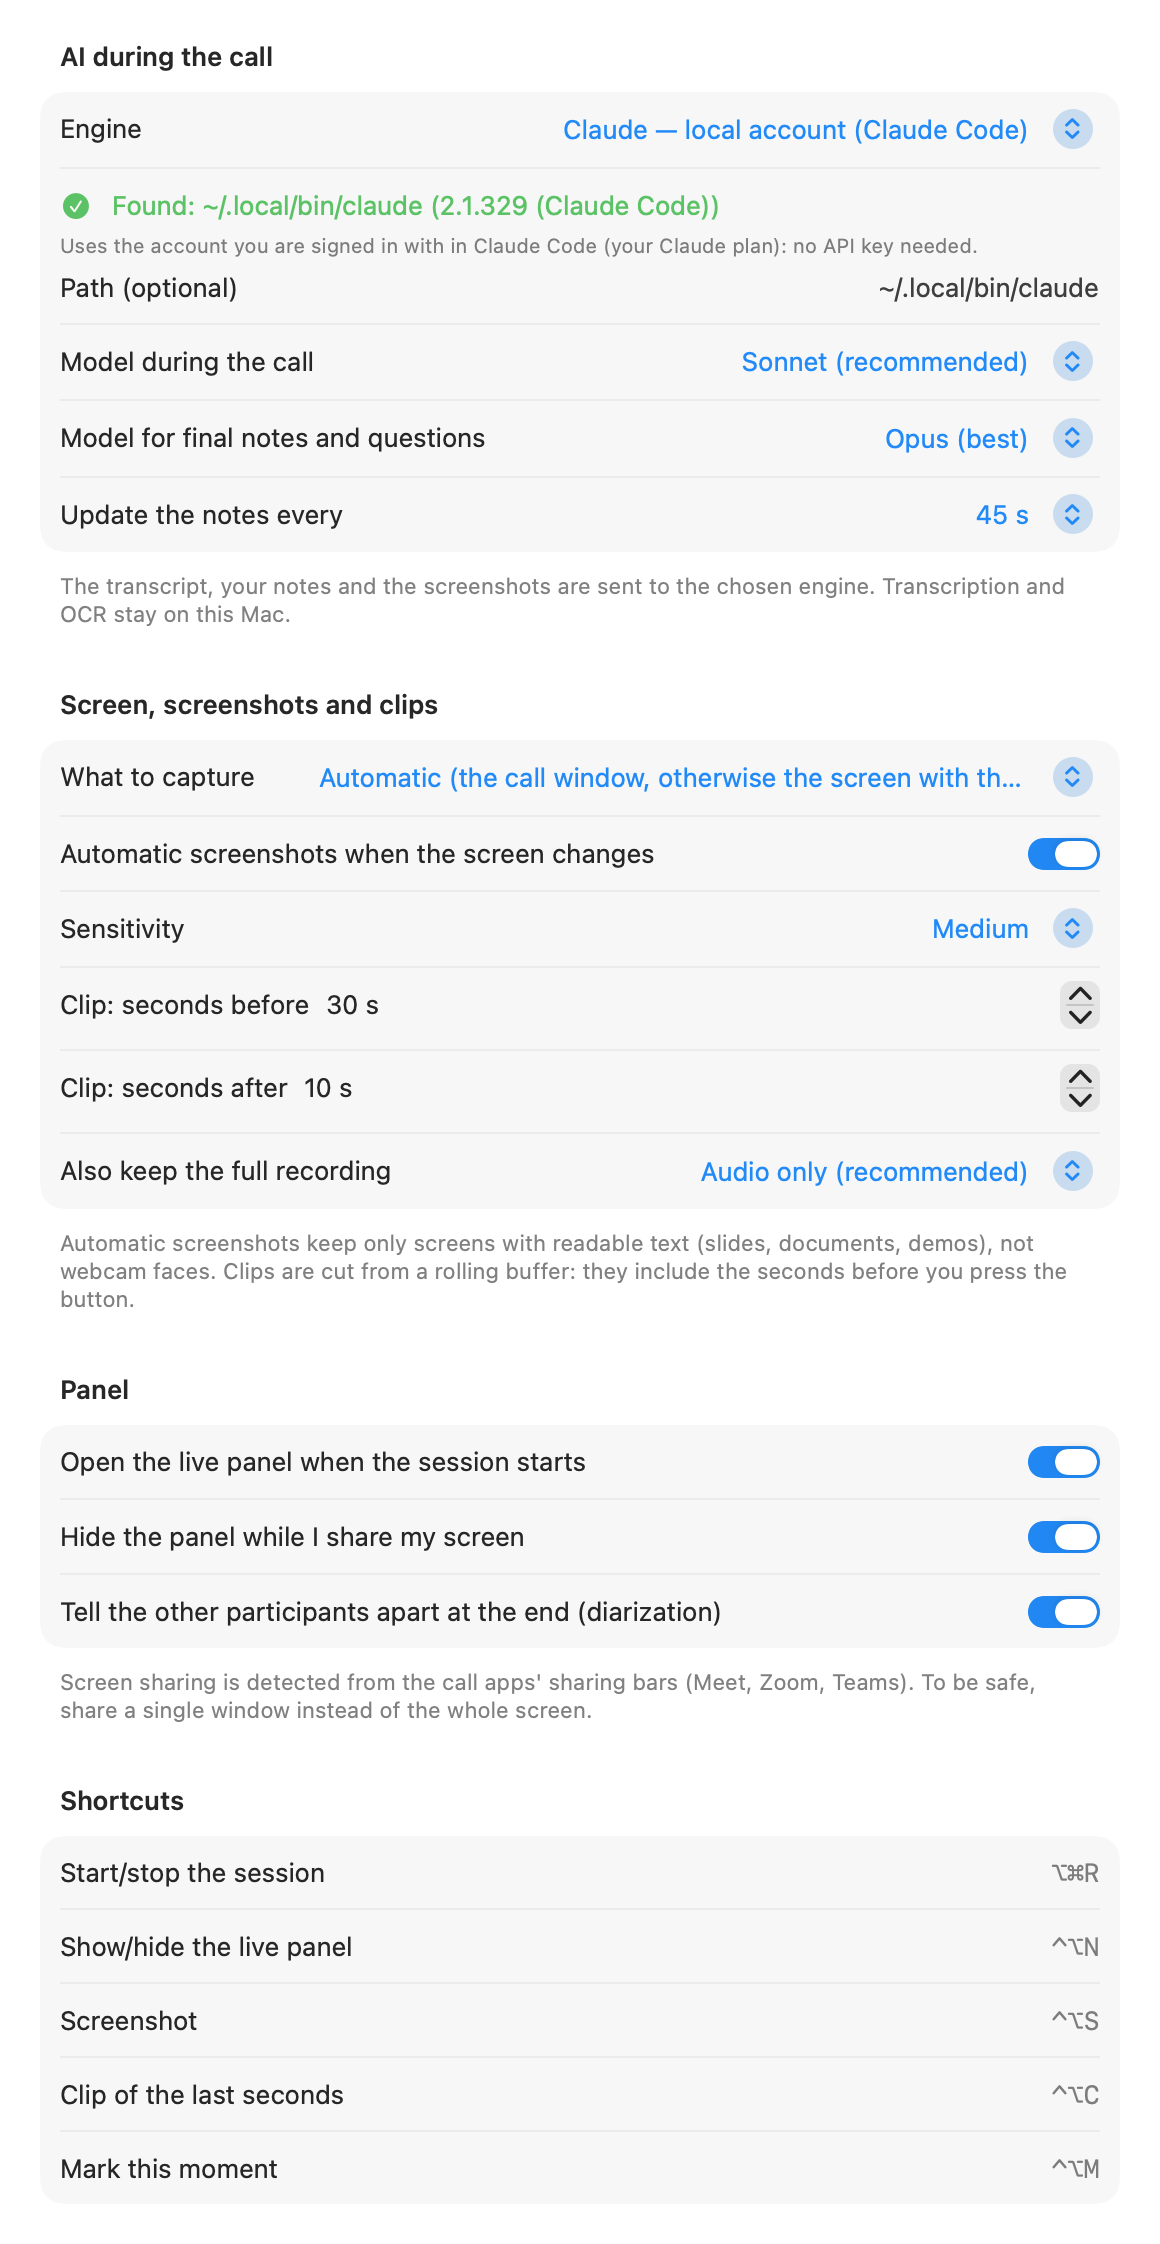 AI during the call
Engine
Claude — local account (Claude Code)
Found: ~/.local/bin/claude (2.1.329 (Claude Code))
Uses the account you are signed in with in Claude Code (your Claude plan): no API key needed.
Path (optional)
~/.local/bin/claude
Model during the call
Sonnet (recommended)
Model for final notes and questions
Opus (best)
Update the notes every
45 s
The transcript, your notes and the screenshots are sent to the chosen engine. Transcription and
OCR stay on this Mac.
Screen, screenshots and clips
What to capture
Automatic (the call window, otherwise the screen with th...
Automatic screenshots when the screen changes
Sensitivity
Medium
Clip: seconds before 30 s
Clip: seconds after 10 s
Also keep the full recording
Audio only (recommended)
Automatic screenshots keep only screens with readable text (slides, documents, demos), not
webcam faces. Clips are cut from a rolling buffer: they include the seconds before you press the
button.
Panel
Open the live panel when the session starts
Hide the panel while I share my screen
Tell the other participants apart at the end (diarization)
Screen sharing is detected from the call apps' sharing bars (Meet, Zoom, Teams). To be safe,
share a single window instead of the whole screen.
Shortcuts
Start/stop the session
⌥⌘R
Show/hide the live panel
^⌥N
Screenshot
^⌥S
Clip of the last seconds
^⌥C
Mark this moment
^⌥M